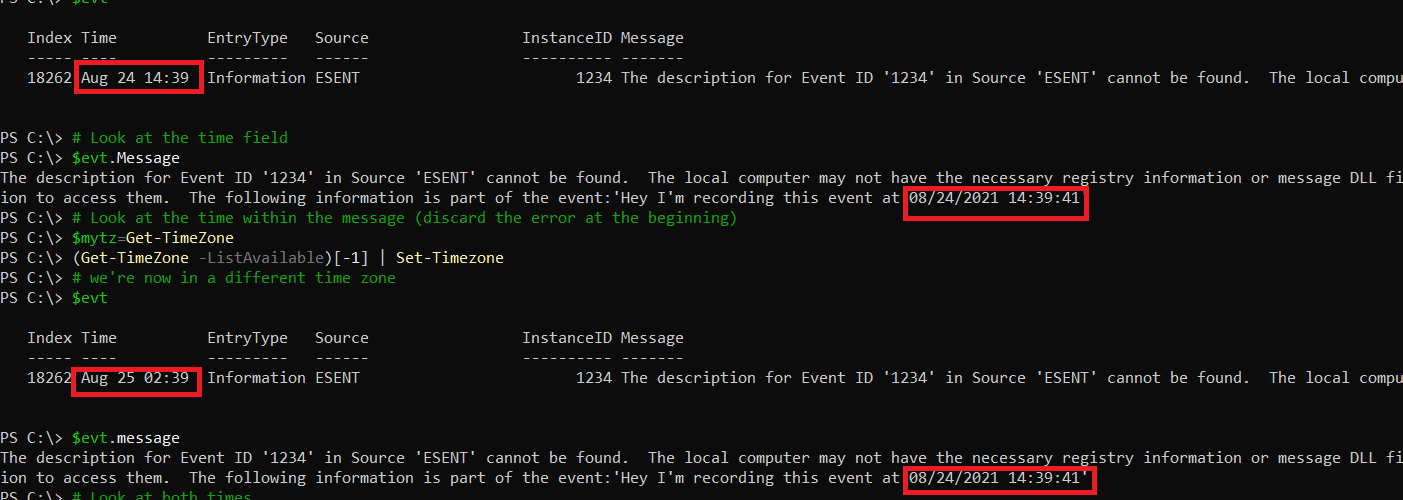 PS C:\> $evt
Index Time EntryType Source InstanceID Message
----- ---- --------- ------ ---------- -------
18262 Aug 24 14:39 Information ESENT 1234 The description for Event ID '1234' in Source 'ESENT' cannot be found. The local compu
PS C:\> # Look at the time field
PS C:\> $evt.Message
The description for Event ID '1234' in Source 'ESENT' cannot be found. The local computer may not have the necessary registry information or message DLL fi
ion to access them. The following information is part of the event:'Hey I'm recording this event at 08/24/2021 14:39:41
PS C:\> # Look at the time within the message (discard the error at the beginning)
PS C:\> $mytz=Get-TimeZone
PS C:\> (Get-TimeZone -ListAvailable)[-1] | Set-Timezone
PS C:\> # we're now in a different time zone
PS C:\> $evt
Index Time EntryType Source InstanceID Message
----- ---- --------- ------ ---------- -------
18262 Aug 25 02:39 Information ESENT 1234 The description for Event ID '1234' in Source 'ESENT' cannot be found. The local compu
PS C:\> $evt.message
The description for Event ID '1234' in Source 'ESENT' cannot be found. The local computer may not have the necessary registry information or message DLL fi
ion to access them. The following information is part of the event:'Hey I'm recording this event at 08/24/2021 14:39:41'
PS C:\> # Look at both times